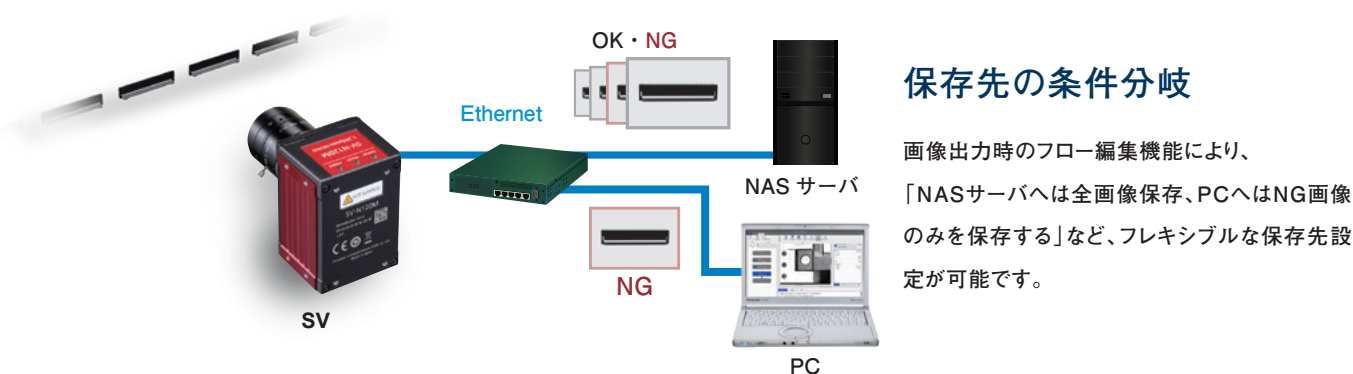 OK・NG
Ethernet
NAS サーバ
SV-N120M
SV-N120M
NG
SV
PC
保存先の条件分岐
画像出力時のフロー編集機能により、
「NASサーバへは全画像保存、PCへはNG画像
のみを保存する」など、フレキシブルな保存先設
定が可能です。